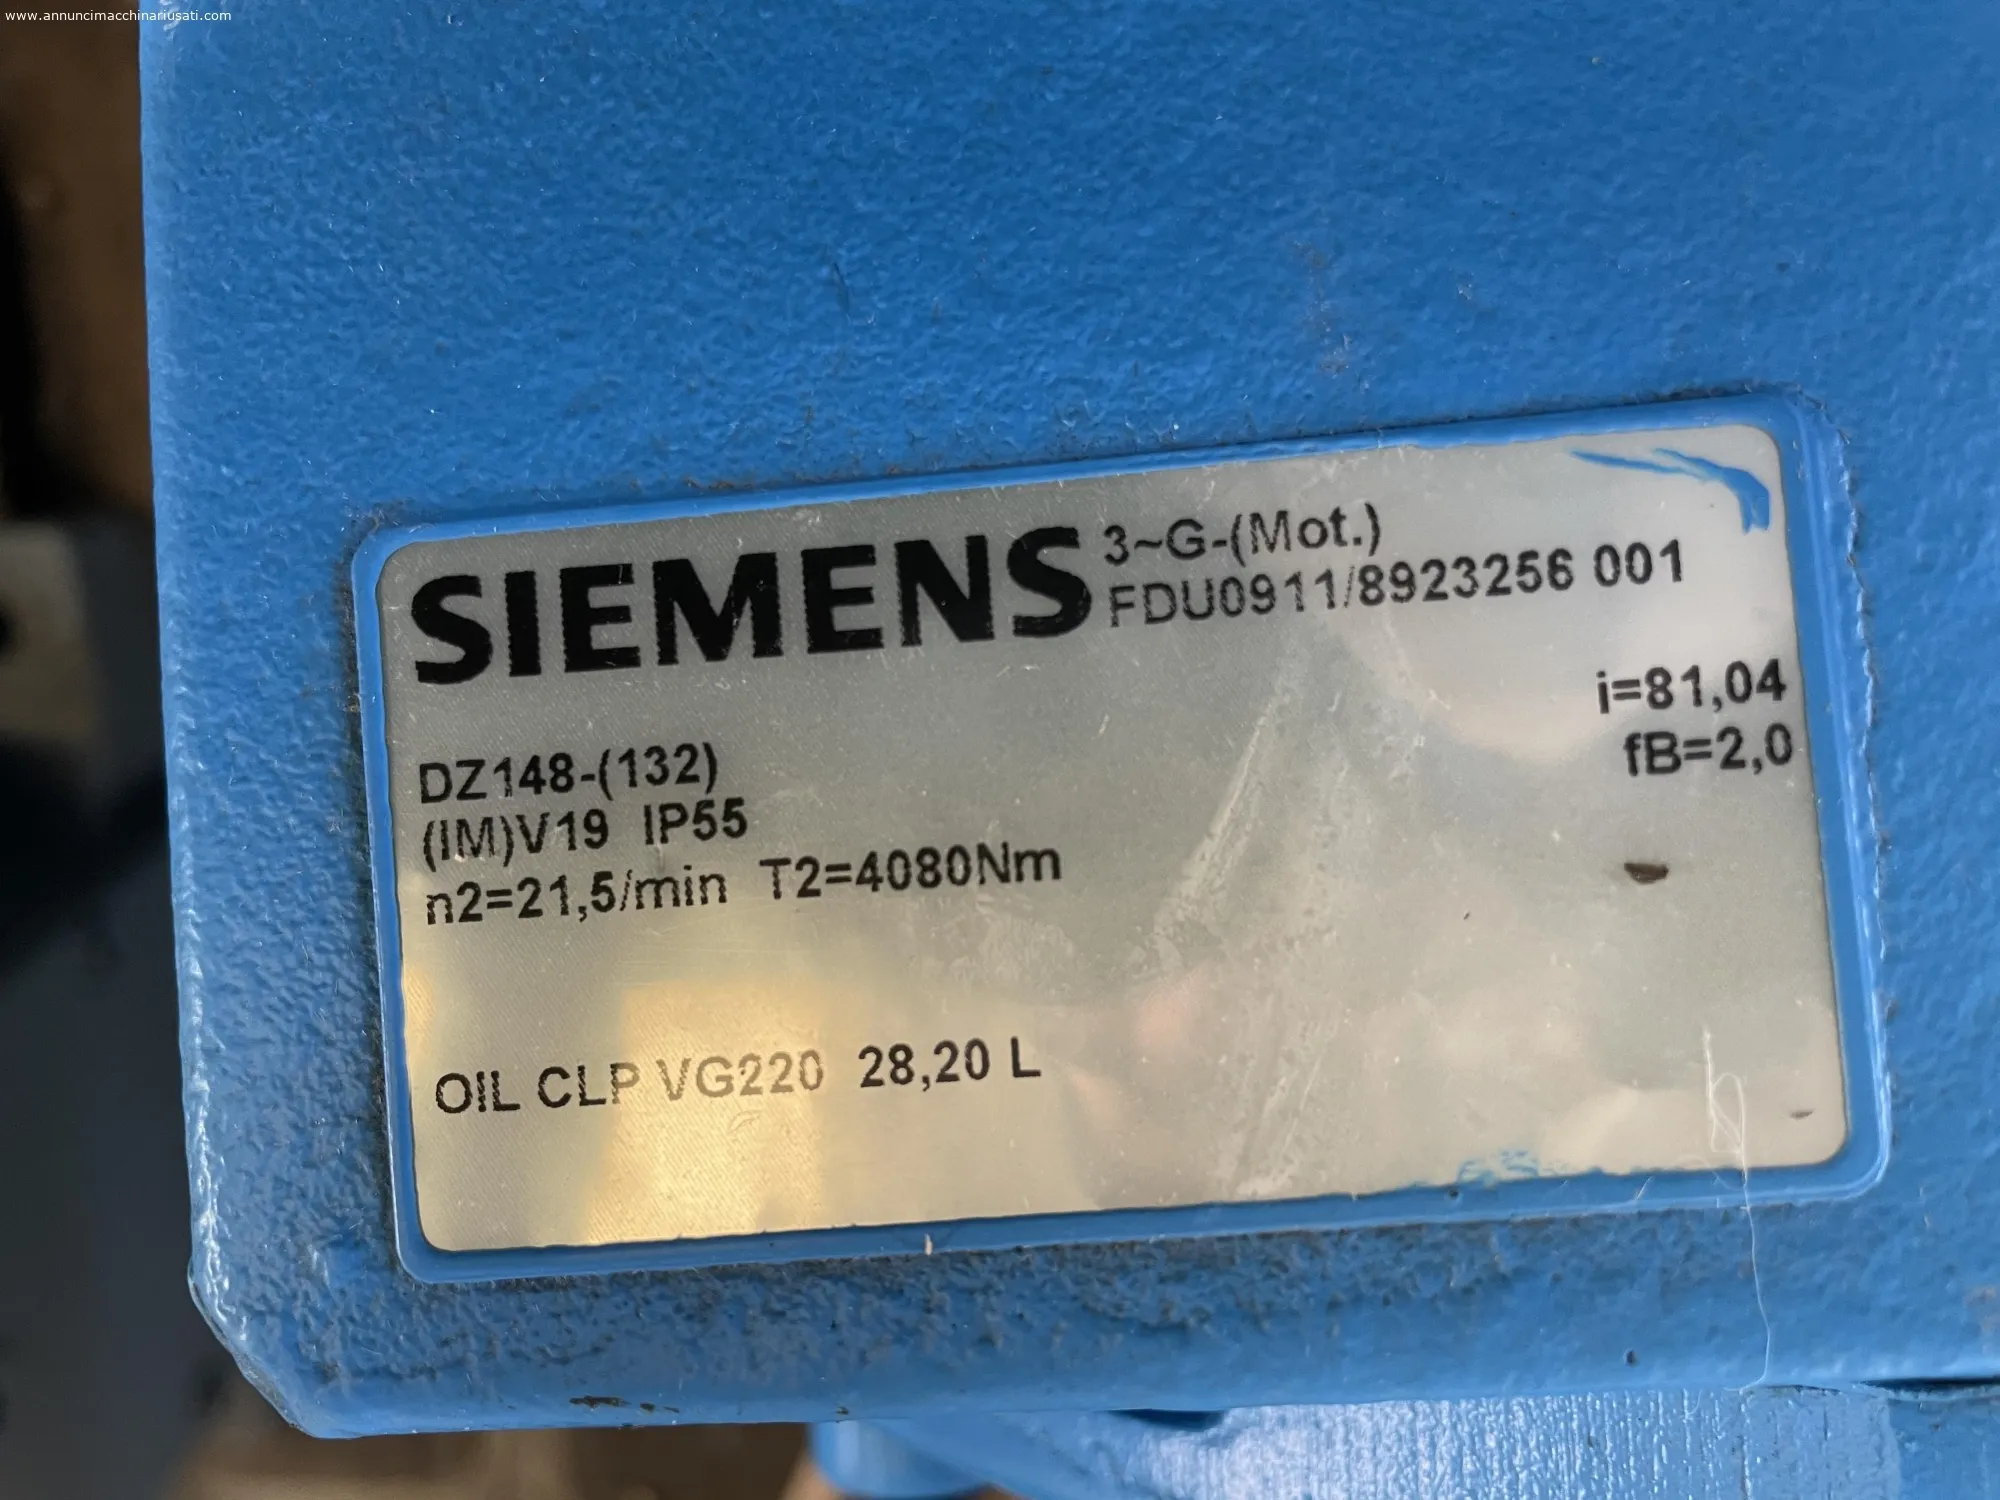 www.annuncimacchinariusati.com
SIEMENS 3~G-(Mot.)
FDU0911/8923256 001
i=81,04
fB=2,0
DZ148-(132)
(IM)V19 IP55
n2=21,5/min T2=4080Nm
OIL CLP VG220 28,20 L